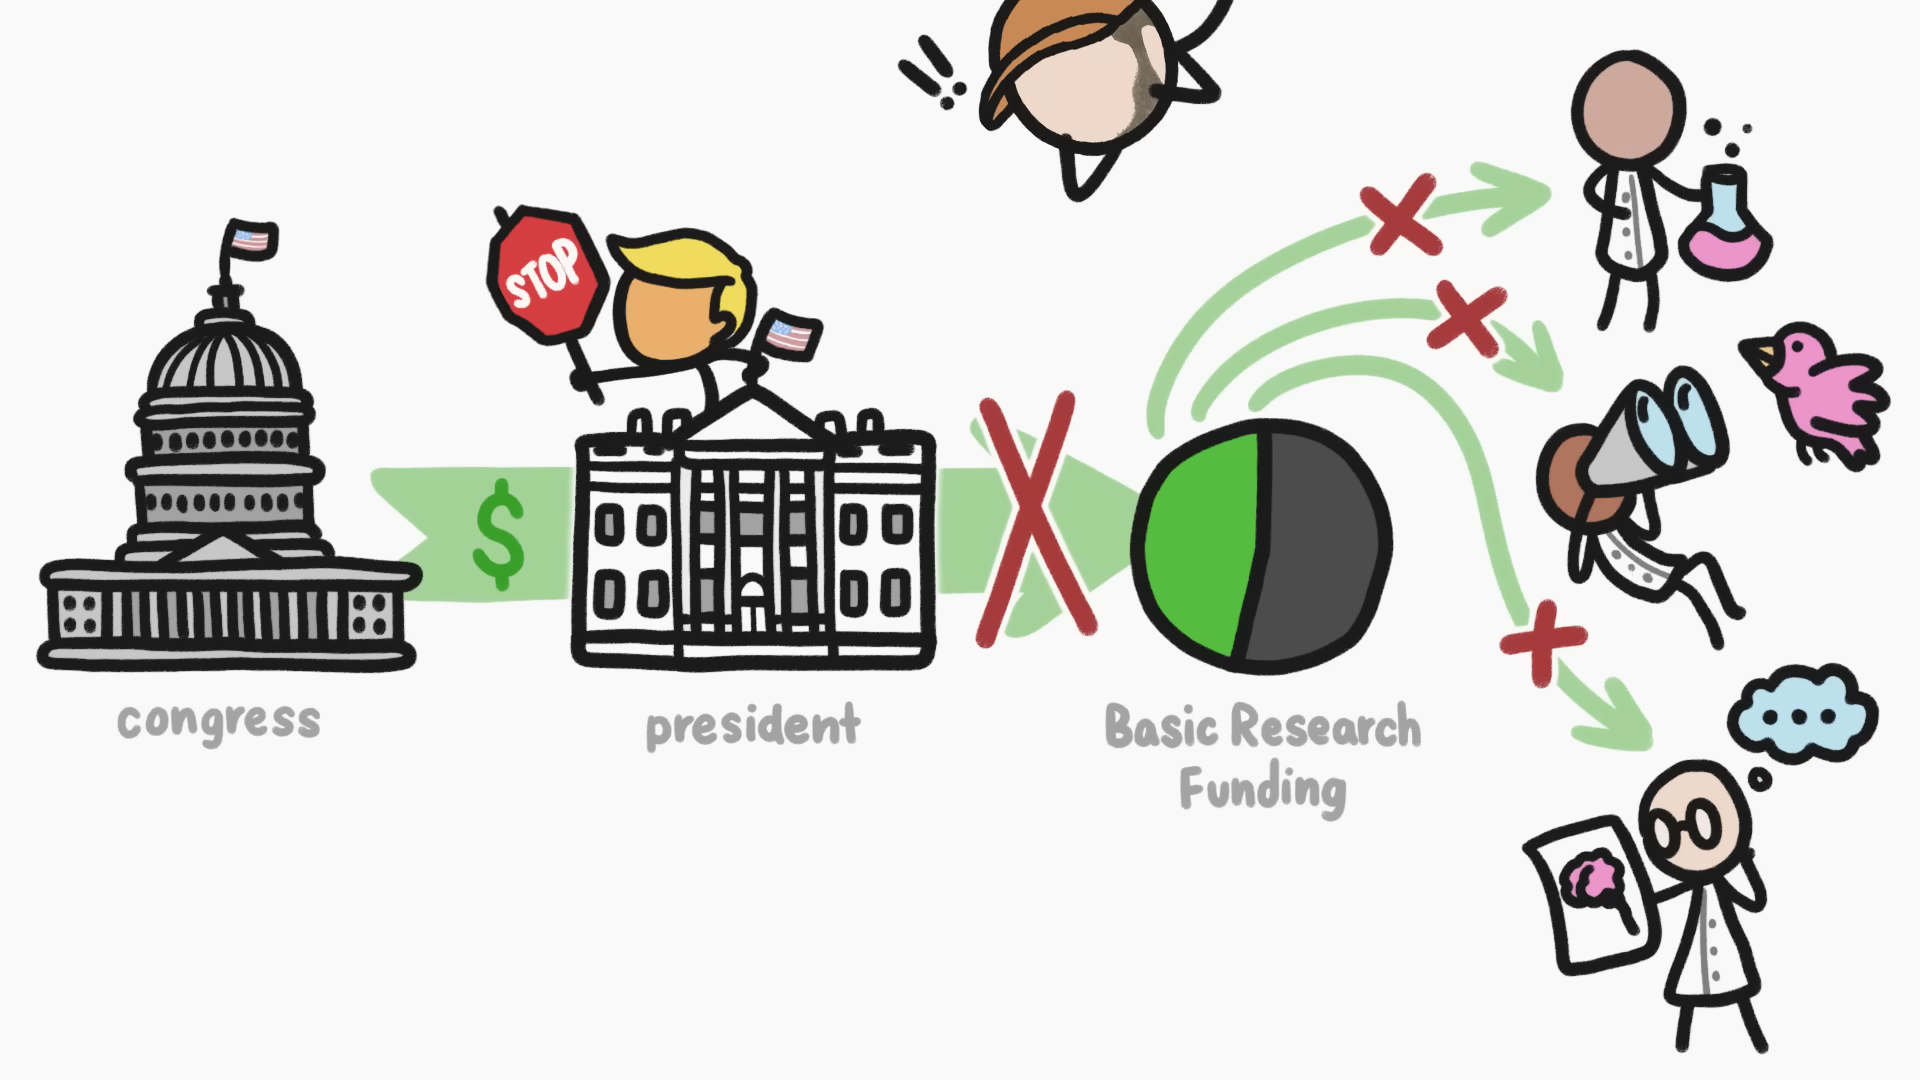 STOP
$
congress
president
Basic Research
Funding